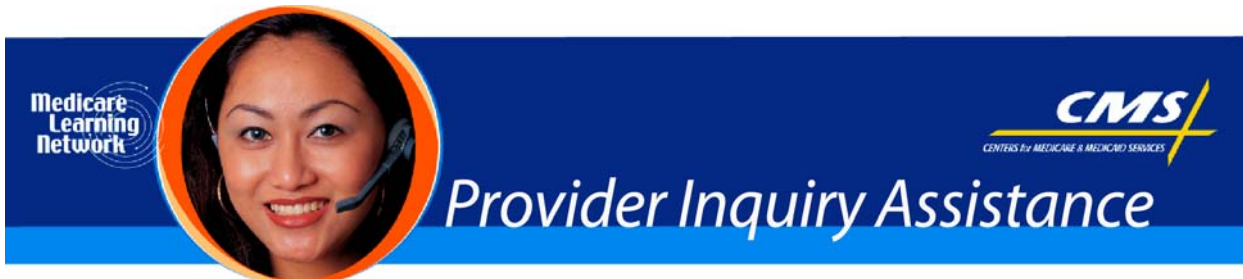 Medicare
Learning
Network
CMS
CENTERS for MEDICARE & MEDICAID SERVICES
Provider Inquiry Assistance